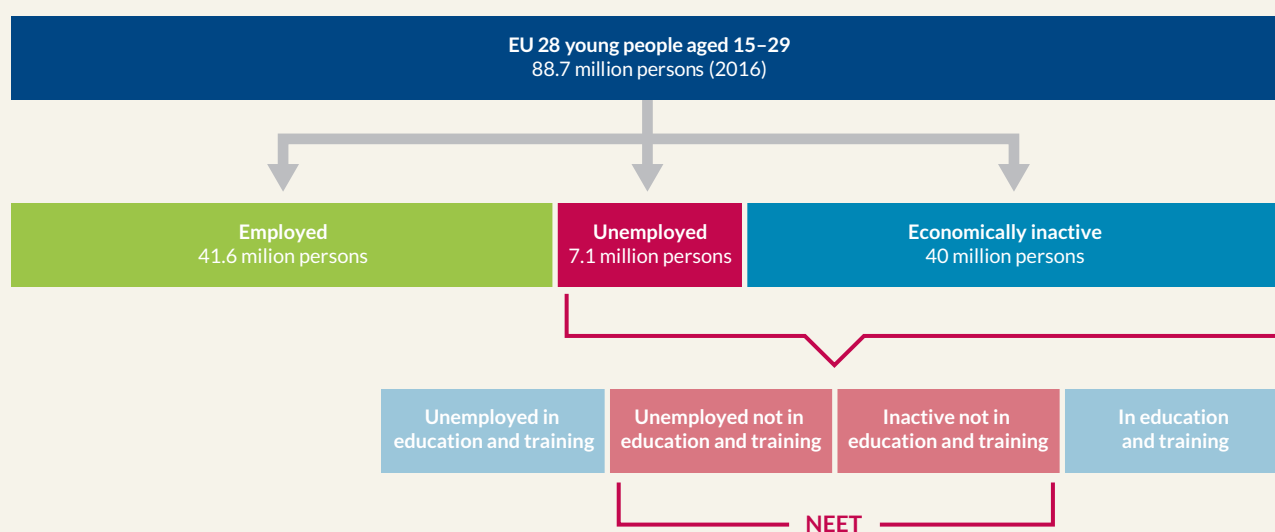 EU 28 young people aged 15–29
88.7 million persons (2016)
Employed
41.6 milion persons
Unemployed
7.1 million persons
Economically inactive
40 million persons
Unemployed in
education and training
Unemployed not in
education and training
Inactive not in
education and training
In education
and training
NEET